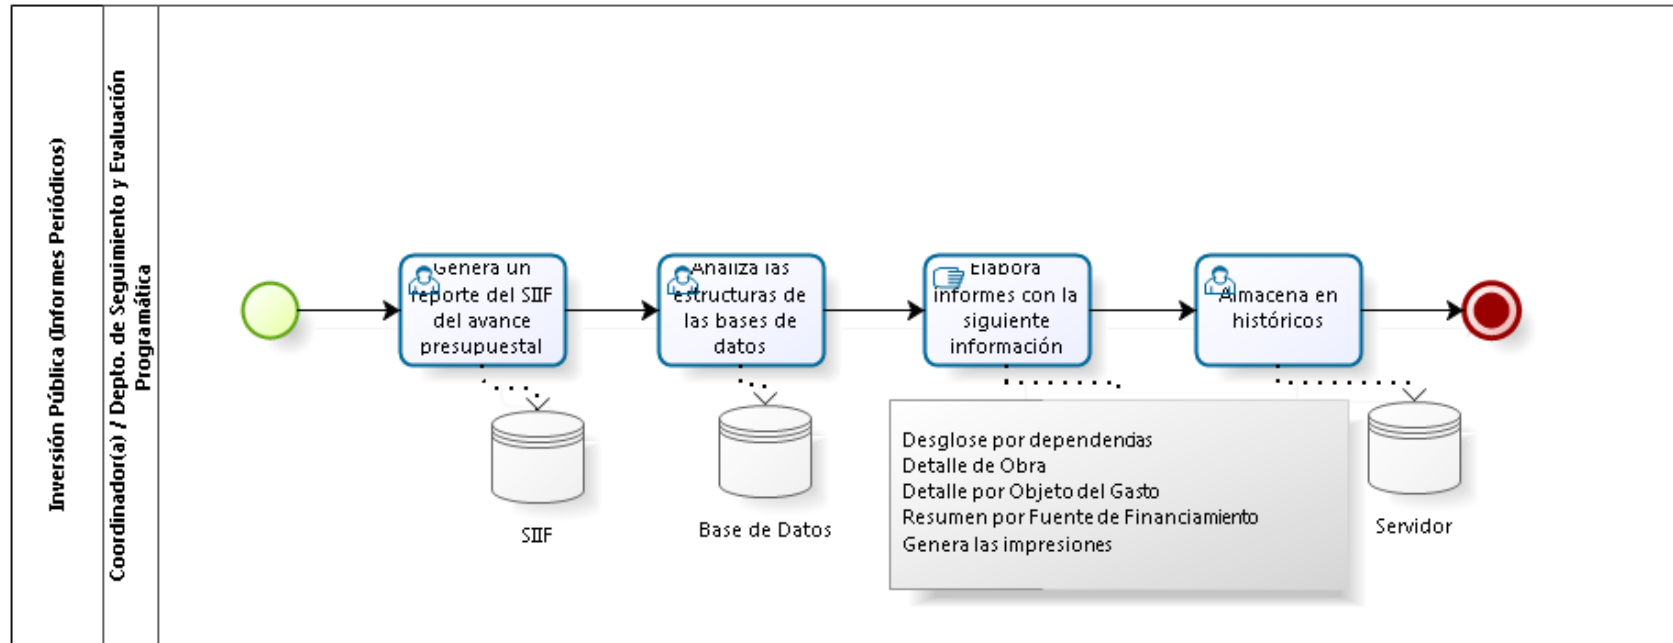 Inversión Pública (Informes Periódicos)
Coordinador(a) / Depto. de Seguimiento y Evaluación
Programática
Genera un
reporte del SIIF
del avance
presupuestal
Analiza las
estructuras de
las bases de
datos
Elabora
informes con la
siguiente
información
Almacena en
históricos
SIIF
Base de Datos
Desglose por dependencias
Detalle de Obra
Detalle por Objeto del Gasto
Resumen por Fuente de Financiamiento
Genera las impresiones
Servidor